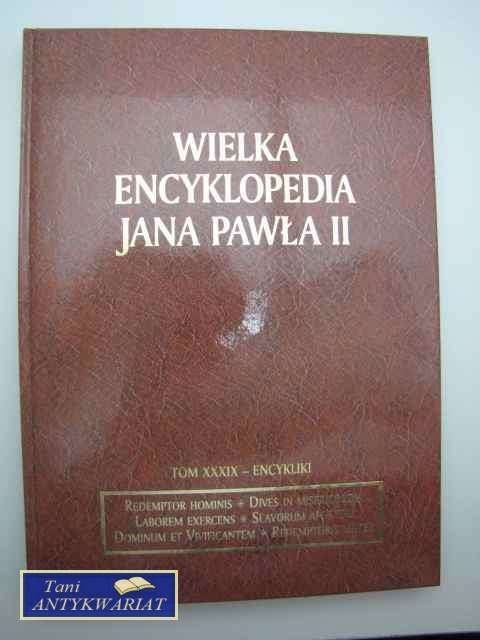 WIELKA
ENCYKLOPEDIA
JANA PAWŁA II
TOM XXXIX – ENCYKLIKI
REDEMPTOR HOMINIS • DIVES IN
LABOREM EXERCENS • SLAVORUM
DOMINUM ET VIVIFICANTEM • REDEMPTORIS
Tani
ANTYKWARIAT